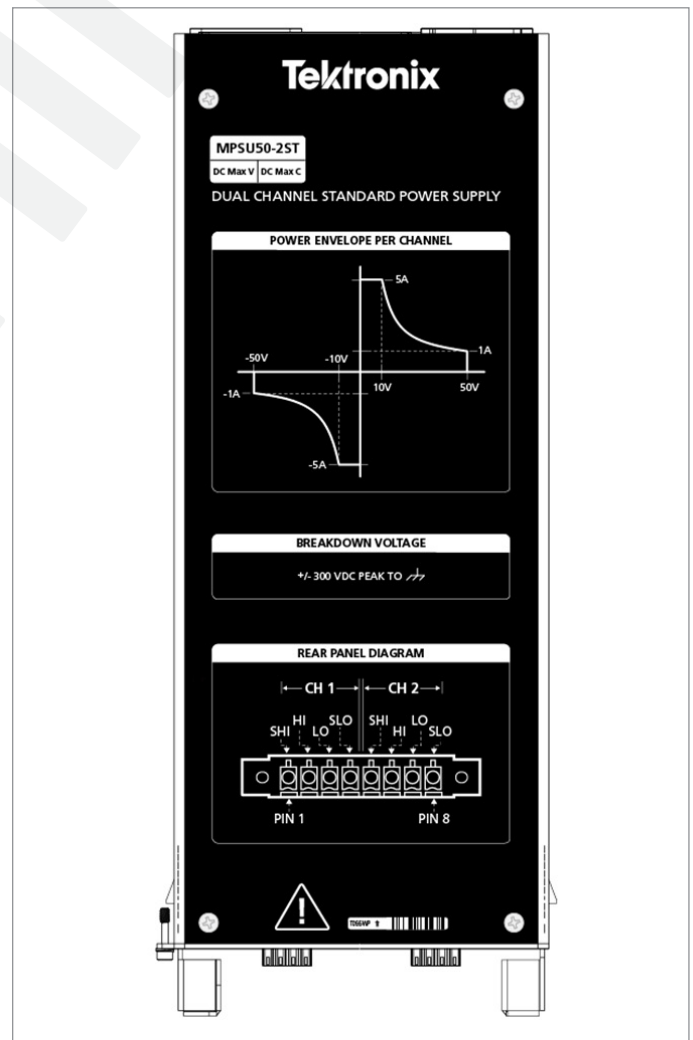 Tektronix
MPSU50-2ST
DC Max V DC Max C
DUAL CHANNEL STANDARD POWER SUPPLY
POWER ENVELOPE PER CHANNEL
5A
-50V -10V 1A
10V 50V
-1A
-5A
BREAKDOWN VOLTAGE
+/- 300 VDC PEAK TO
REAR PANEL DIAGRAM
CH 1 CH 2
SHI HI LO SLO SHI HI LO SLO
PIN 1 PIN 8
!